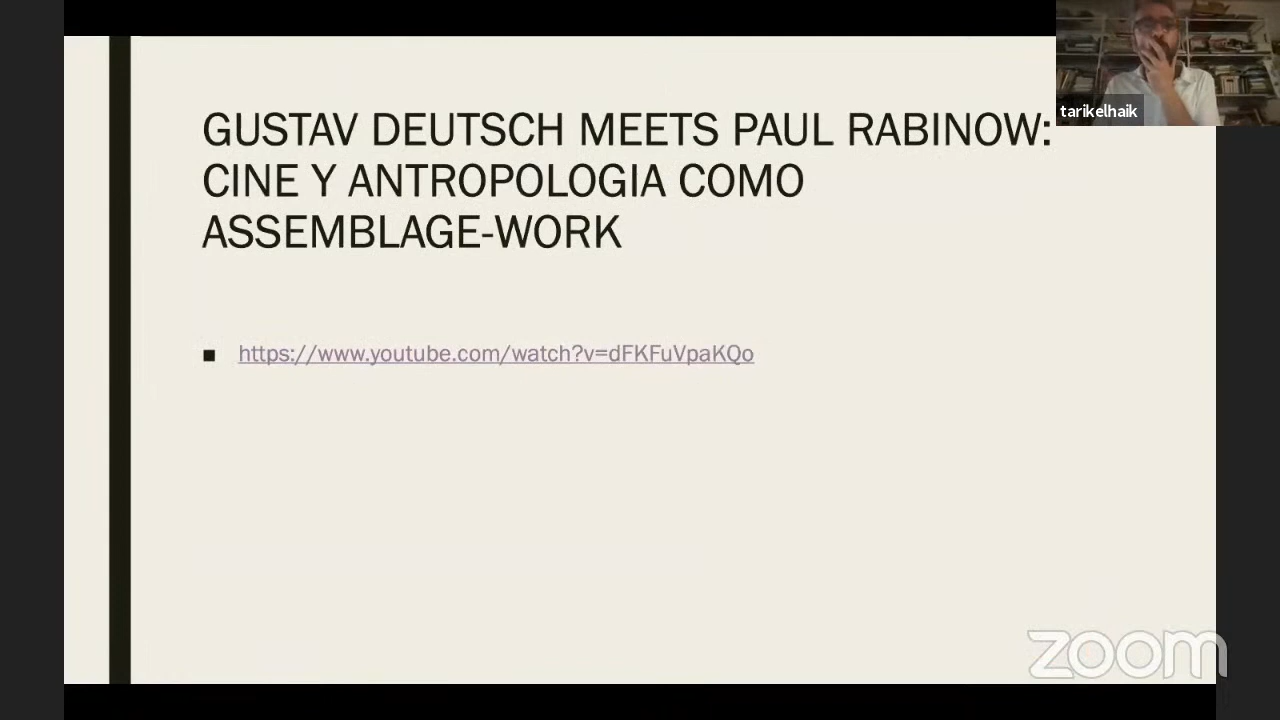 GUSTAV DEUTSCH MEETS PAUL RABINOW:
CINE Y ANTROPOLOGIA COMO
ASSEMBLAGE-WORK
https://www.youtube.com/watch?v=dFKFuVpaKQo
tarikelhaik
zoom